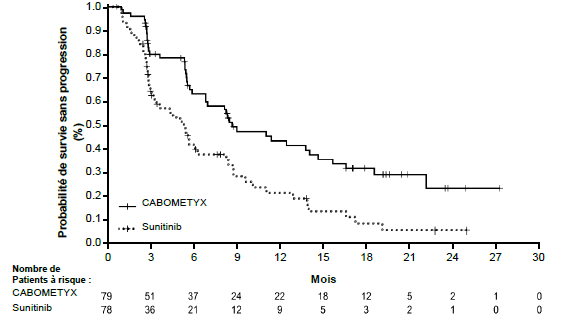 Probabilité de survie sans progression
(%)
1.0
0.9
0.8
0.7
0.6
0.5
0.4
0.3
0.2
0.1
0.0
CABOMETYX
Sunitinib
0 3 6 9 12 15 18 21 24 27 30
Mois
Nombre de
Patients à risque :
CABOMETYX 79 51 37 24 22 18 12 5 2 1 0
Sunitinib 78 36 21 12 9 5 3 2 1 0 0